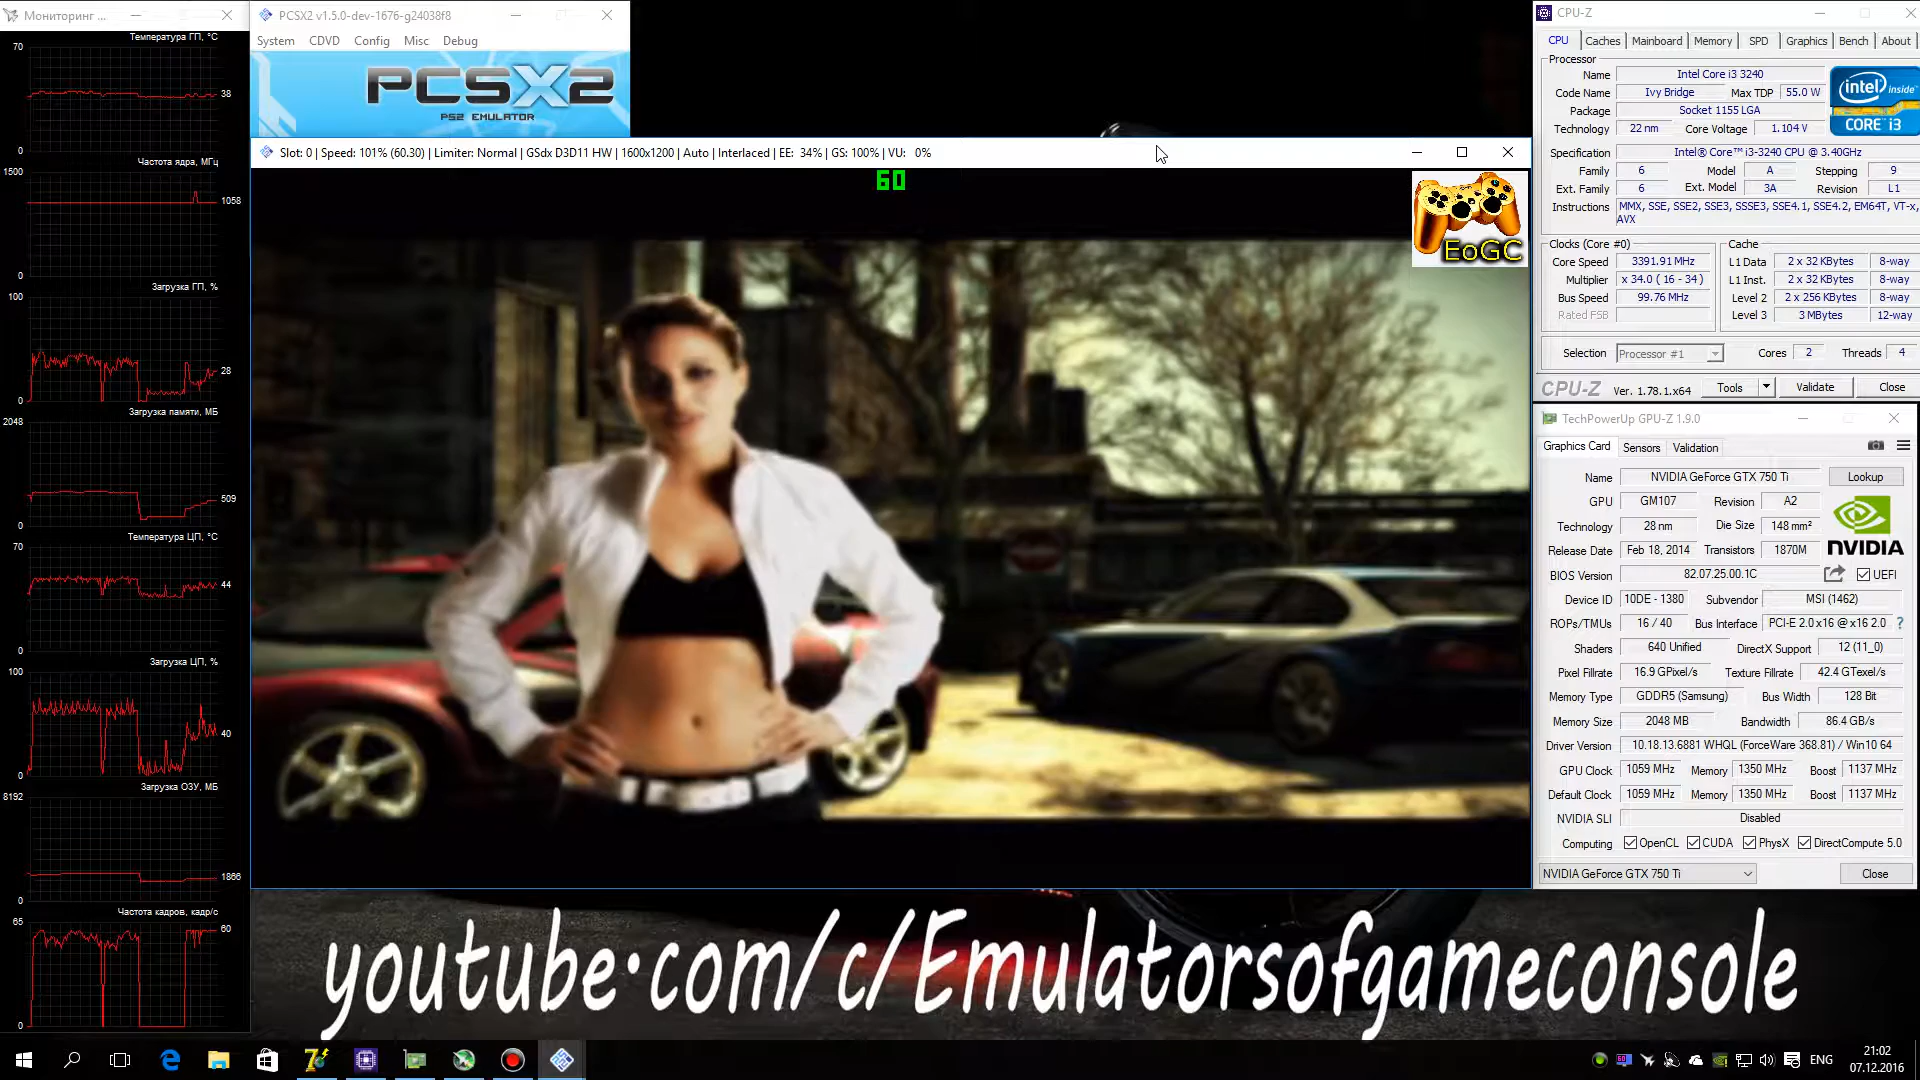 Мониторинг ...
Температура ГП, °C
70
38
0
Частота ядра, МГц
1500
1058
0
Загрузка ГП, %
100
28
0
Загрузка памяти, МБ
2048
509
0
Температура ЦП, °C
70
44
0
Загрузка ЦП, %
100
40
0
Загрузка ОЗУ, МБ
8192
1866
0
Частота кадров, кадр/с
65
60
0
PCSX2 v1.5.0-dev-1676-g24038f8
System CDVD Config Misc Debug
PCSX2
PS2 EMULATOR
Slot: 0 | Speed: 101% (60.30) | Limiter: Normal | GSdx D3D11 HW | 1600x1200 | Auto | Interlaced | EE: 34% | GS: 100% | VU: 0%
60
EoGC
CPU-Z
CPU Caches Mainboard Memory SPD Graphics Bench About
Processor
Name Intel Core i3 3240
Code Name Ivy Bridge Max TDP 55.0 W
Package Socket 1155 LGA
Technology 22 nm Core Voltage 1.104 V
intel inside™
CORE i3
Specification Intel® Core™ i3-3240 CPU @ 3.40GHz
Family 6 Model A Stepping 9
Ext. Family 6 Ext. Model 3A Revision L1
Instructions MMX, SSE, SSE2, SSE3, SSSE3, SSE4.1, SSE4.2, EM64T, VT-x,
AVX
Clocks (Core #0) Cache
Core Speed 3391.91 MHz L1 Data 2 x 32 KBytes 8-way
Multiplier x 34.0 ( 16 - 34 ) L1 Inst. 2 x 32 KBytes 8-way
Bus Speed 99.76 MHz Level 2 2 x 256 KBytes 8-way
Rated FSB Level 3 3 MBytes 12-way
Selection Processor #1 Cores 2 Threads 4
CPU-Z Ver. 1.78.1.x64 Tools Validate Close
TechPowerUp GPU-Z 1.9.0
Graphics Card Sensors Validation
Name NVIDIA GeForce GTX 750 Ti Lookup
GPU GM107 Revision A2
Technology 28 nm Die Size 148 mm²
Release Date Feb 18, 2014 Transistors 1870M
NVIDIA
BIOS Version 82.07.25.00.1C UEFI
Device ID 10DE - 1380 Subvendor MSI (1462)
ROPs/TMUs 16 / 40 Bus Interface PCI-E 2.0 x16 @ x16 2.0 ?
Shaders 640 Unified DirectX Support 12 (11_0)
Pixel Fillrate 16.9 GPixel/s Texture Fillrate 42.4 GTexel/s
Memory Type GDDR5 (Samsung) Bus Width 128 Bit
Memory Size 2048 MB Bandwidth 86.4 GB/s
Driver Version 10.18.13.6881 WHQL (ForceWare 368.81) / Win10 64
GPU Clock 1059 MHz Memory 1350 MHz Boost 1137 MHz
Default Clock 1059 MHz Memory 1350 MHz Boost 1137 MHz
NVIDIA SLI Disabled
Computing OpenCL CUDA PhysX DirectCompute 5.0
NVIDIA GeForce GTX 750 Ti Close
youtube.com/c/Emulatorsofgameconsole
ENG
21:02
07.12.2016